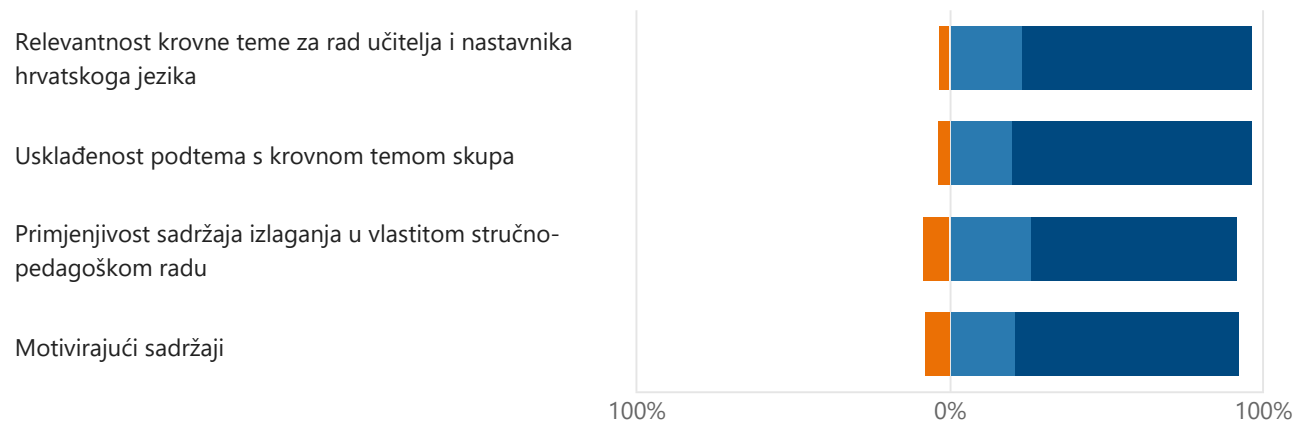 Relevantnost krovne teme za rad učitelja i nastavnika
hrvatskoga jezika
Usklađenost podtema s krovnom temom skupa
Primjenjivost sadržaja izlaganja u vlastitom stručno-
pedagoškom radu
Motivirajući sadržaji
100% 0% 100%